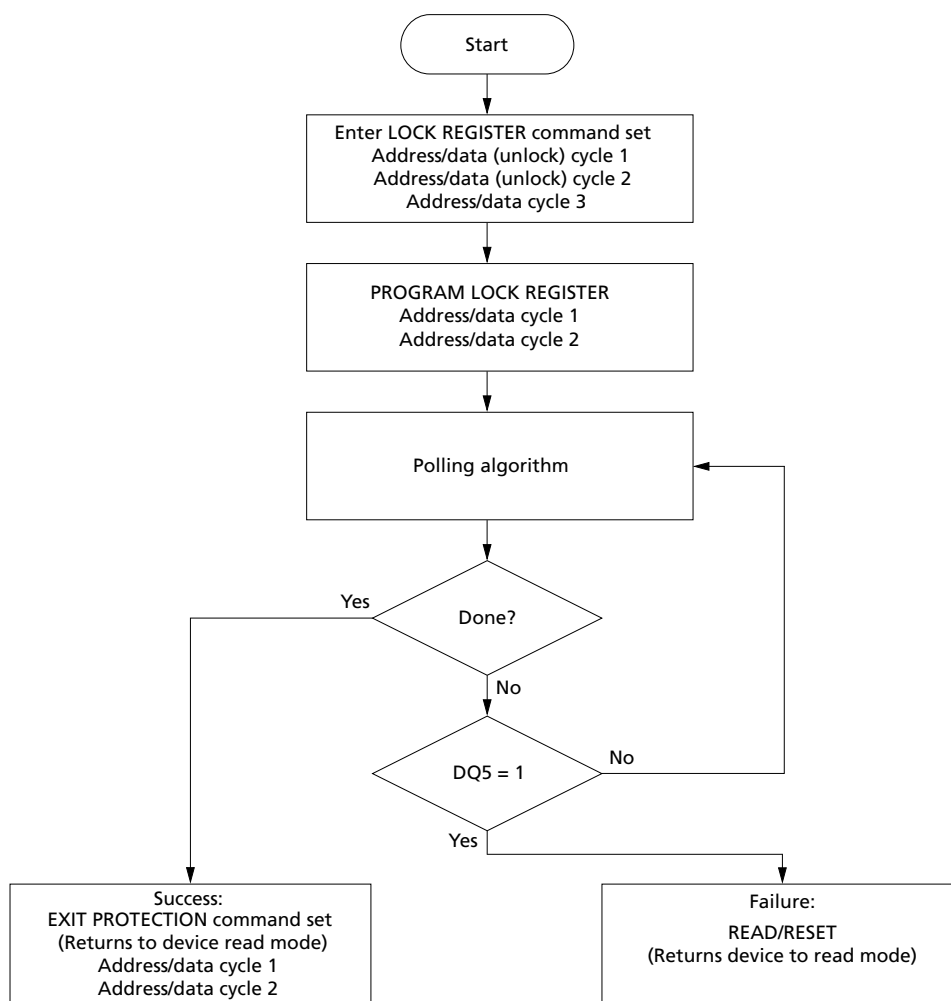 Start
Enter LOCK REGISTER command set
Address/data (unlock) cycle 1
Address/data (unlock) cycle 2
Address/data cycle 3
PROGRAM LOCK REGISTER
Address/data cycle 1
Address/data cycle 2
Polling algorithm
Yes
Done?
No
DQ5 = 1
No
Yes
Success:
EXIT PROTECTION command set
(Returns to device read mode)
Address/data cycle 1
Address/data cycle 2
Failure:
READ/RESET
(Returns device to read mode)